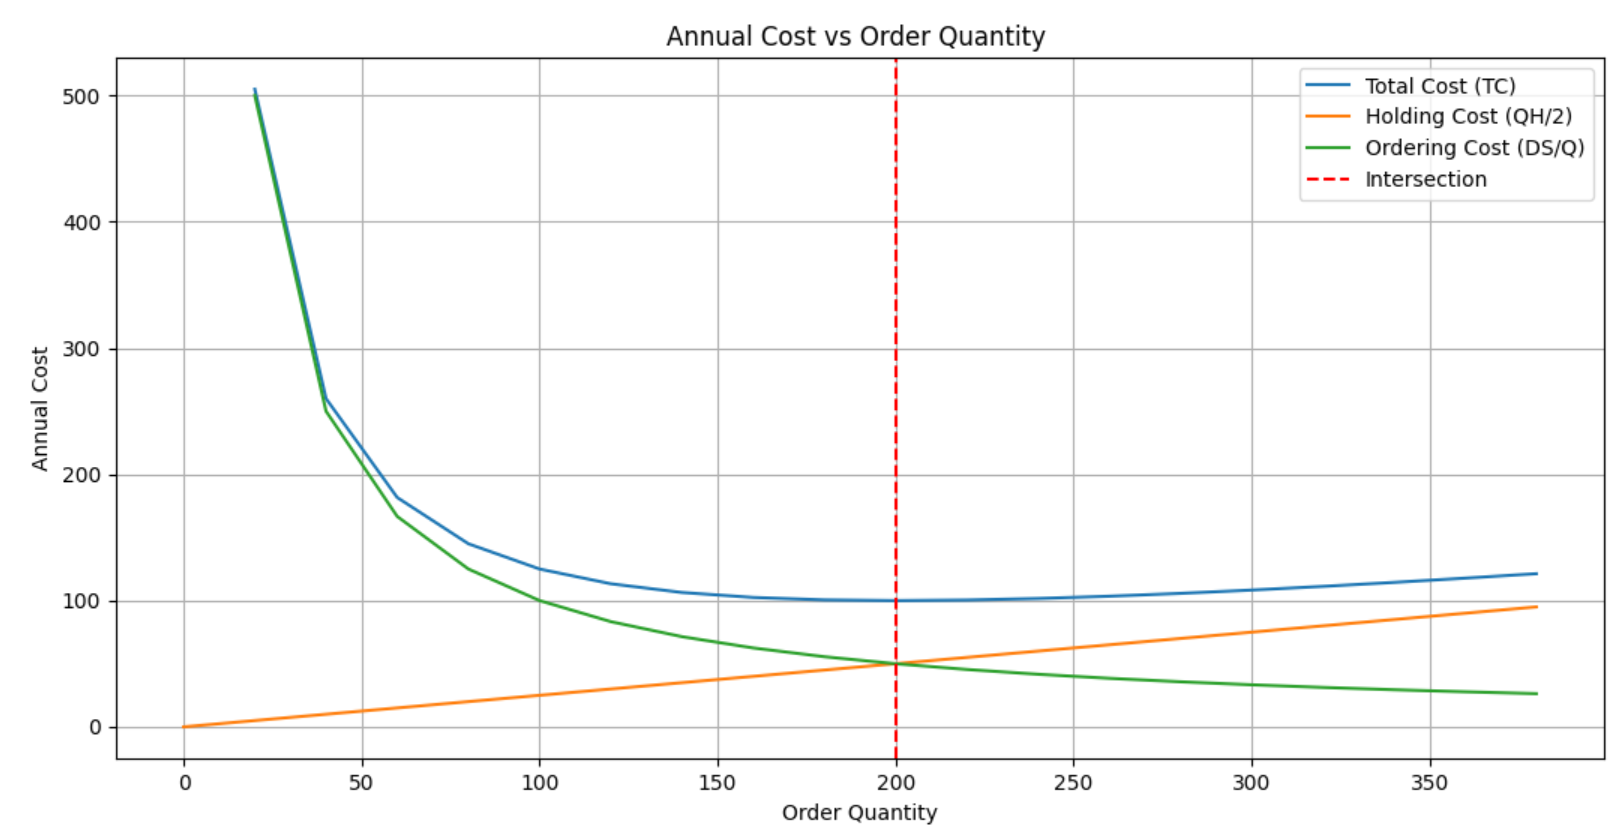 Annual Cost vs Order Quantity
Total Cost (TC)
Holding Cost (QH/2)
Ordering Cost (DS/Q)
Intersection
Annual Cost
500
400
300
200
100
0
0 50 100 150 200 250 300 350
Order Quantity